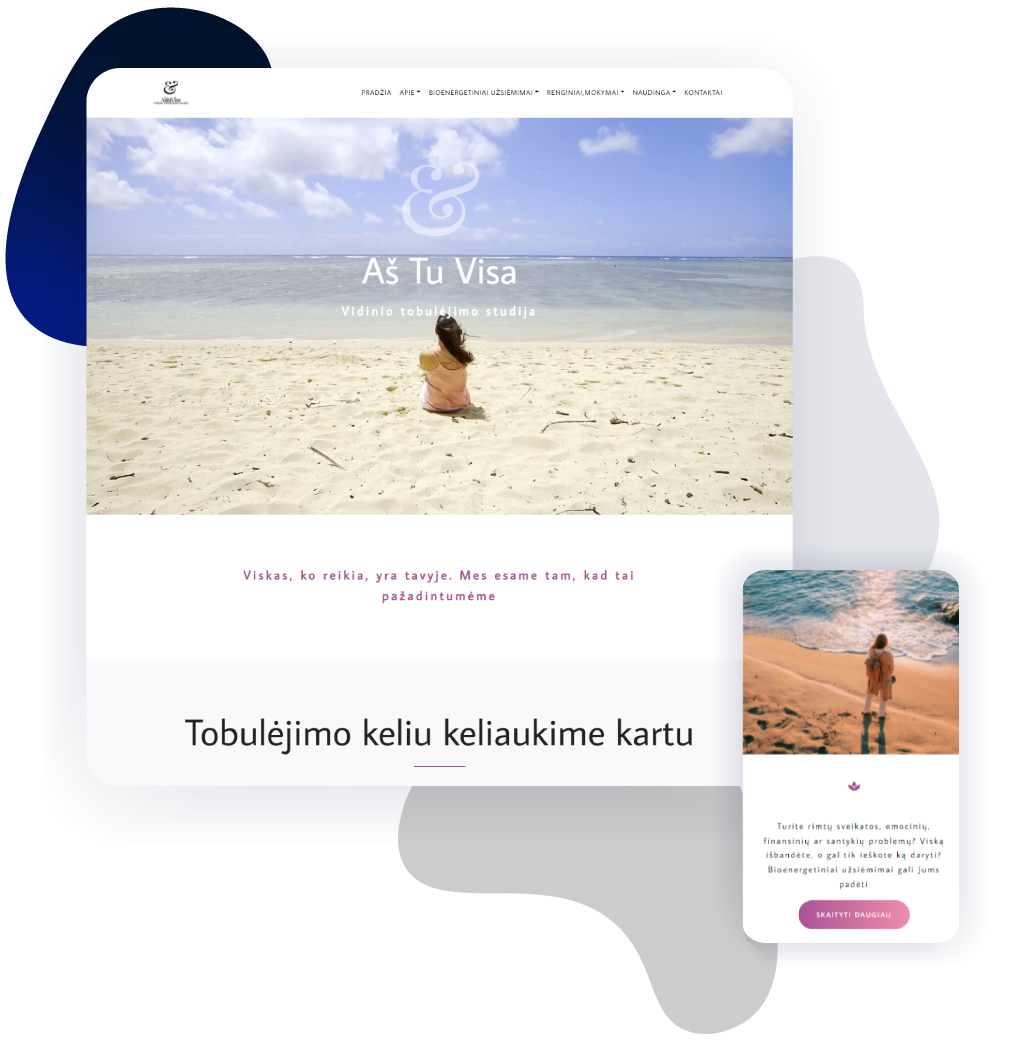 &
PRADŽIA APIE BIOENERGETINIAI UŽSIĖMIMAI RENGINIAI,MOKYMAI NAUDINGA KONTAKTAI
&
Aš Tu Visa
Vidinio tobulėjimo studija
Viskas, ko reikia, yra tavyje. Mes esame tam, kad tai
pažadintumėme
Tobulėjimo keliu keliaukime kartu
Turite rimtų sveikatos, emocinių,
finansinių ar santykių problemų? Viską
išbandėte, o gal tik ieškote ką daryti?
Bioenergetiniai užsiėmimai gali Jums
padėti
SKAITYTI DAUGIAU